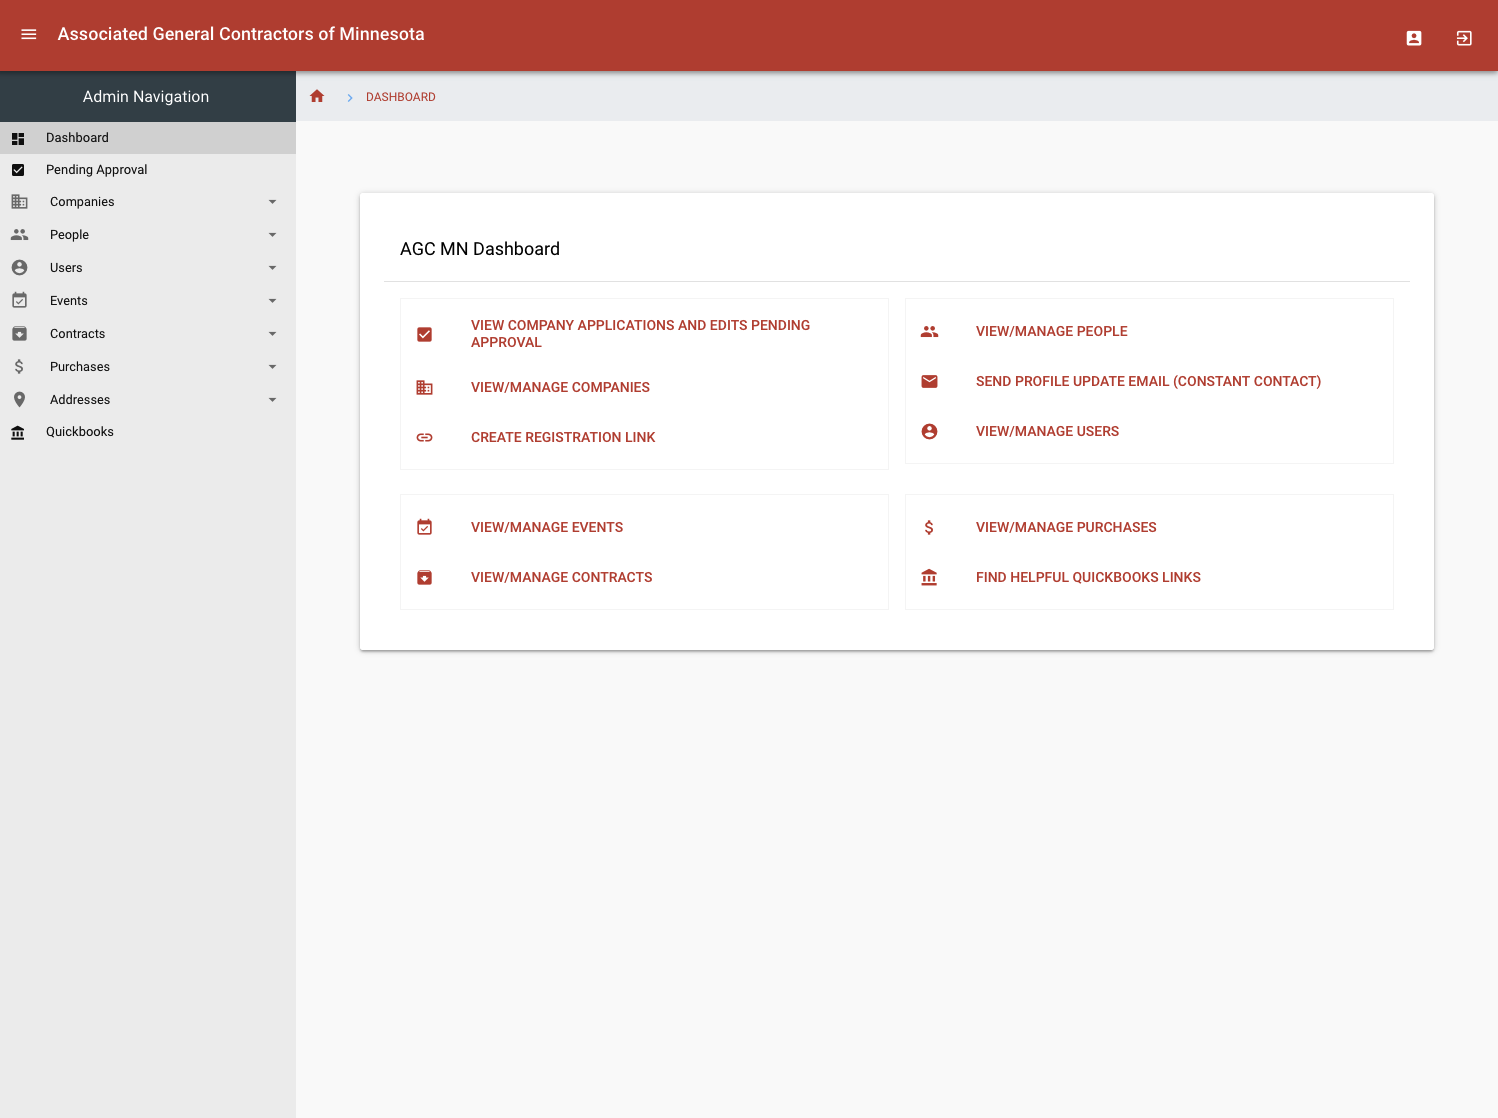 Associated General Contractors of Minnesota
Admin Navigation
DASHBOARD
Dashboard
Pending Approval
Companies
People
Users
Events
Contracts
Purchases
Addresses
Quickbooks
AGC MN Dashboard
VIEW COMPANY APPLICATIONS AND EDITS PENDING
APPROVAL
VIEW/MANAGE COMPANIES
CREATE REGISTRATION LINK
VIEW/MANAGE PEOPLE
SEND PROFILE UPDATE EMAIL (CONSTANT CONTACT)
VIEW/MANAGE USERS
VIEW/MANAGE EVENTS
VIEW/MANAGE CONTRACTS
VIEW/MANAGE PURCHASES
FIND HELPFUL QUICKBOOKS LINKS